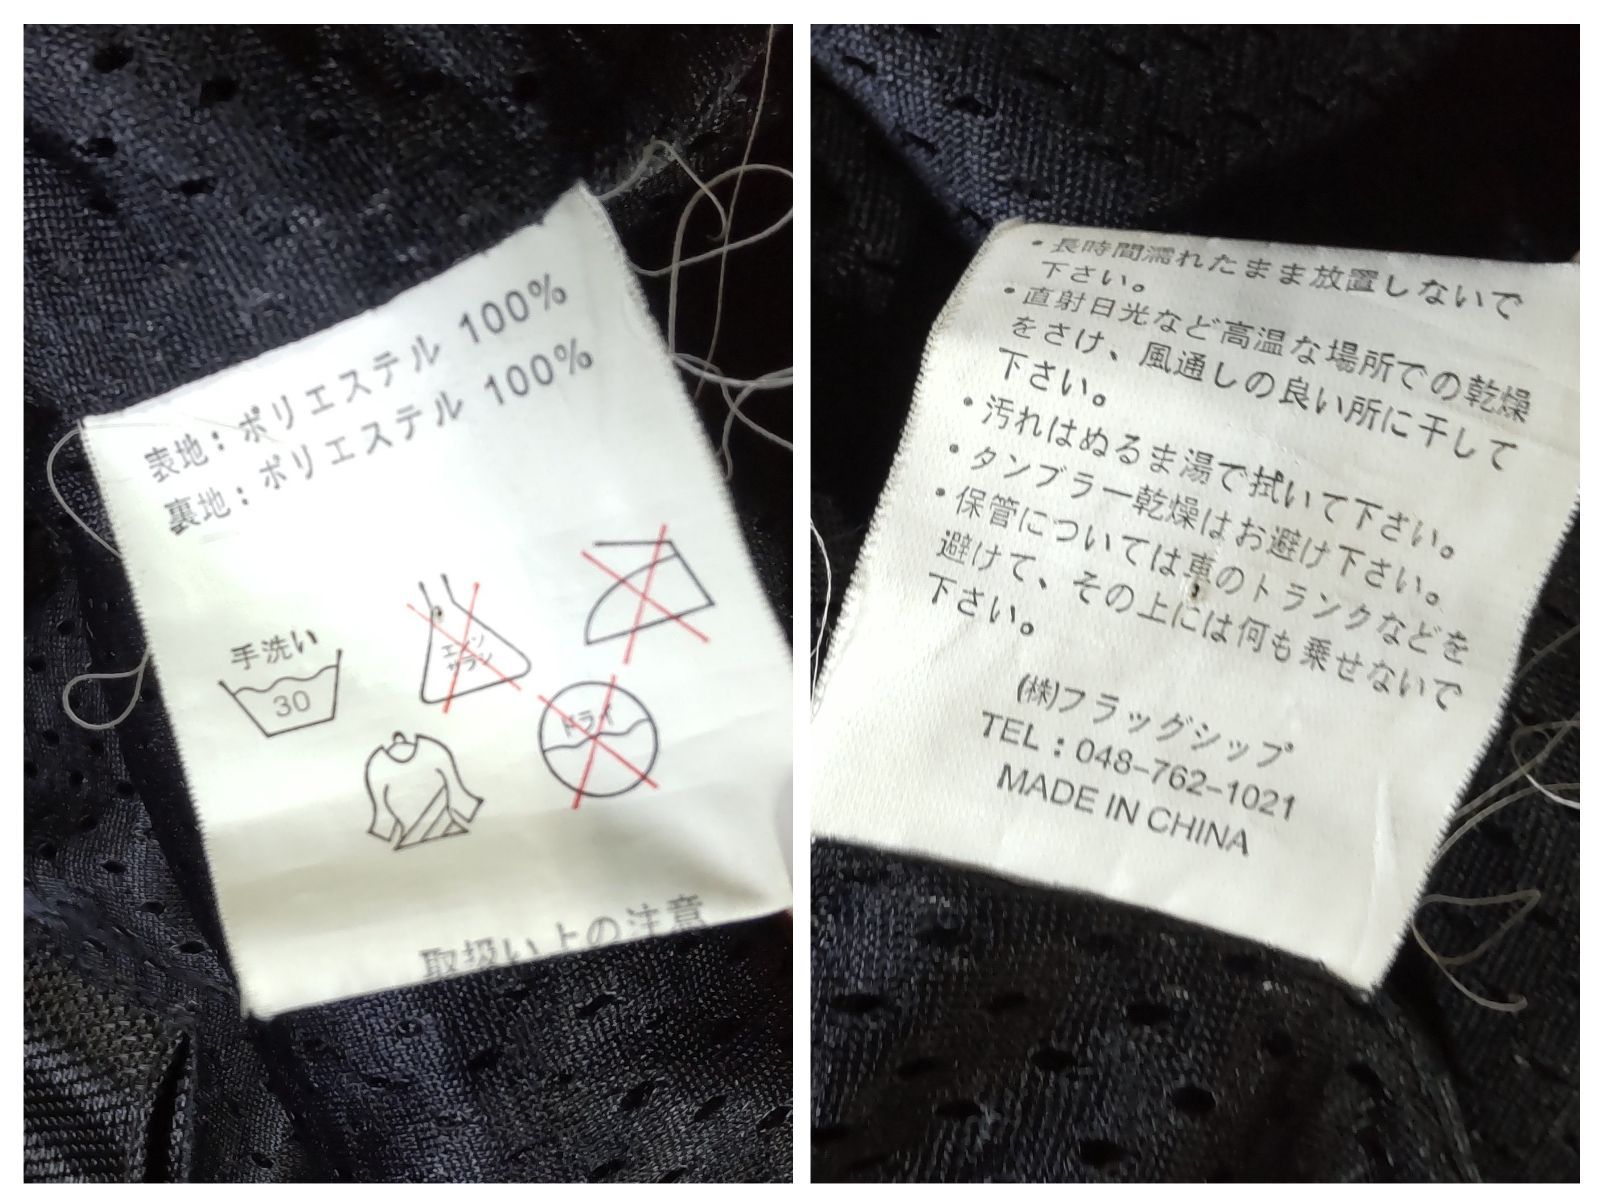 表地：ポリエステル 100%
裏地：ポリエステル 100%
手洗い
30
エンソ
サラシ
ドライ
取扱い上の注意
・長時間濡れたまま放置しないで
下さい。
・直射日光など高温な場所での乾燥
をさけ、風通しの良い所に干して
下さい。
・汚れはぬるま湯で拭いて下さい。
・タンブラー乾燥はお避け下さい。
・保管については車のトランクなどを
避けて、その上には何も乗せないで
下さい。
(株)フラッグシップ
TEL：048-762-1021
MADE IN CHINA